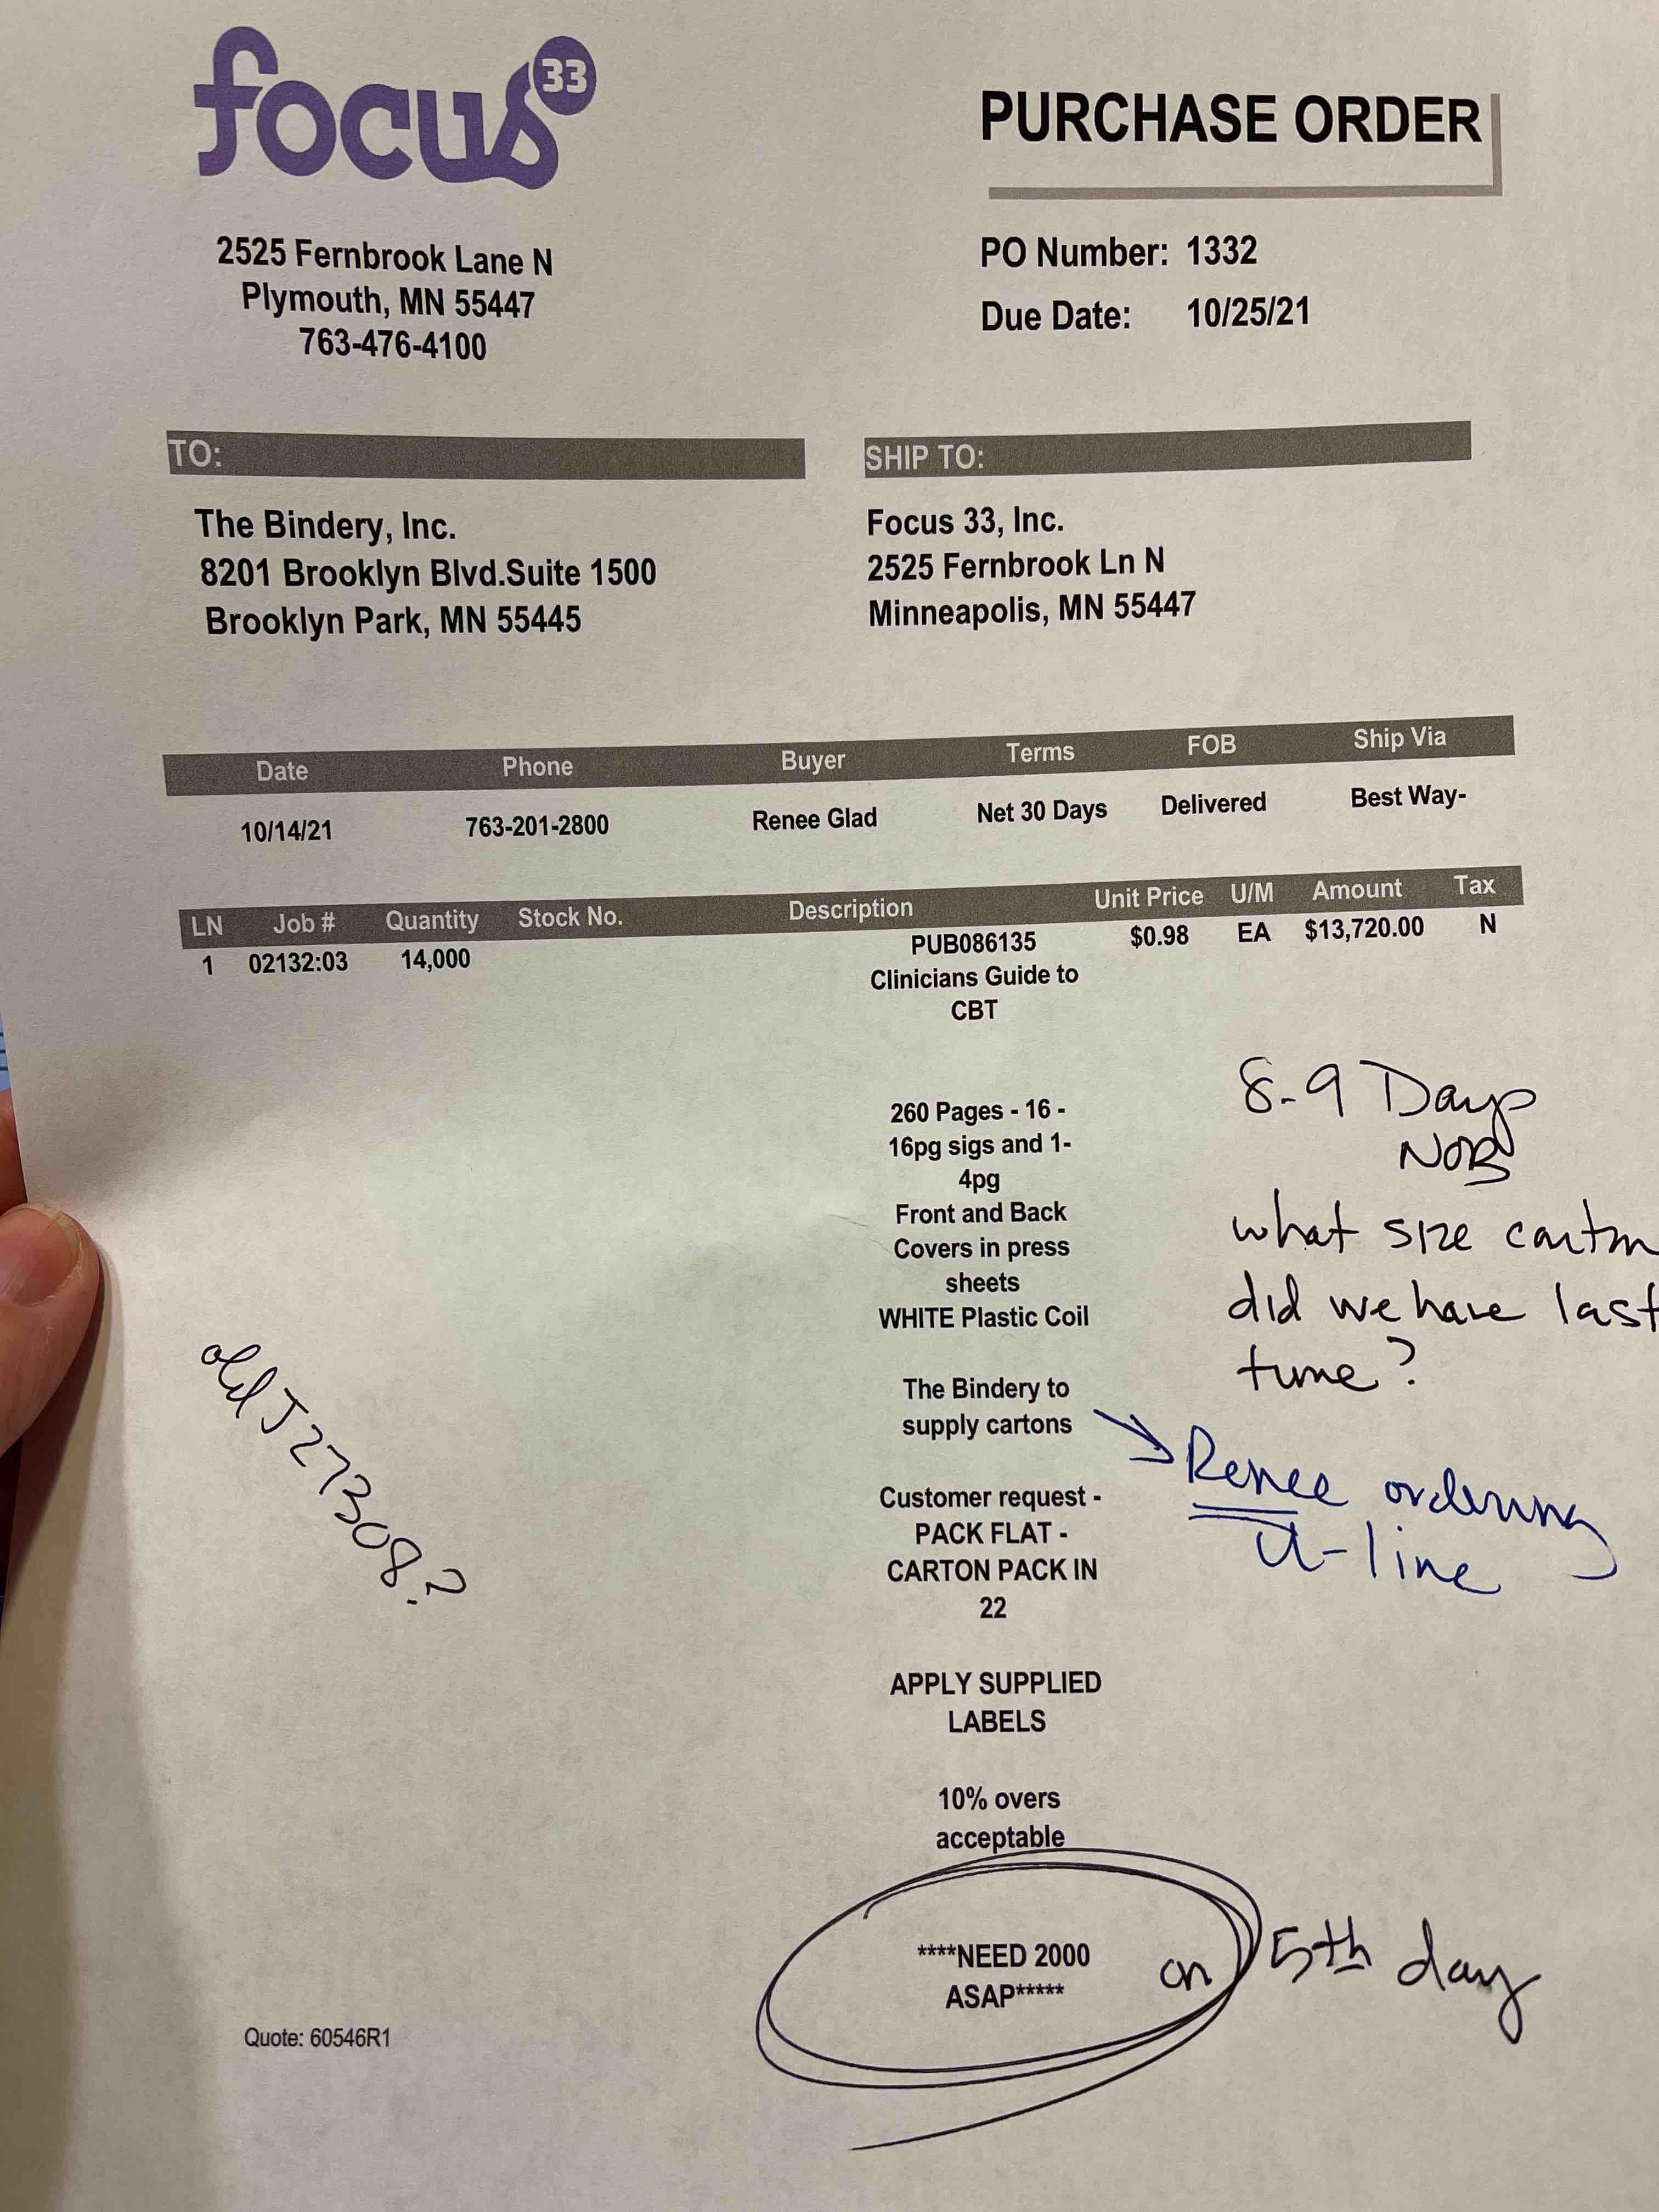 focus 33
PURCHASE ORDER
2525 Fernbrook Lane N
Plymouth, MN 55447
763-476-4100
PO Number: 1332
Due Date: 10/25/21
TO:
The Bindery, Inc.
8201 Brooklyn Blvd.Suite 1500
Brooklyn Park, MN 55445
SHIP TO:
Focus 33, Inc.
2525 Fernbrook Ln N
Minneapolis, MN 55447
Date Phone Buyer Terms FOB Ship Via
10/14/21 763-201-2800 Renee Glad Net 30 Days Delivered Best Way-
LN Job # Quantity Stock No. Description Unit Price U/M Amount Tax
1 02132:03 14,000 PUB086135 $0.98 EA $13,720.00 N
Clinicians Guide to
CBT
260 Pages - 16 -
16pg sigs and 1-
4pg
Front and Back
Covers in press
sheets
WHITE Plastic Coil
8-9 Days
NOB
what size carton
did we have last
time?
The Bindery to
supply cartons
Renee ordering
U-line
old J27308?
Customer request -
PACK FLAT -
CARTON PACK IN
22
APPLY SUPPLIED
LABELS
10% overs
acceptable
****NEED 2000
ASAP*****
on 5th day
Quote: 60546R1